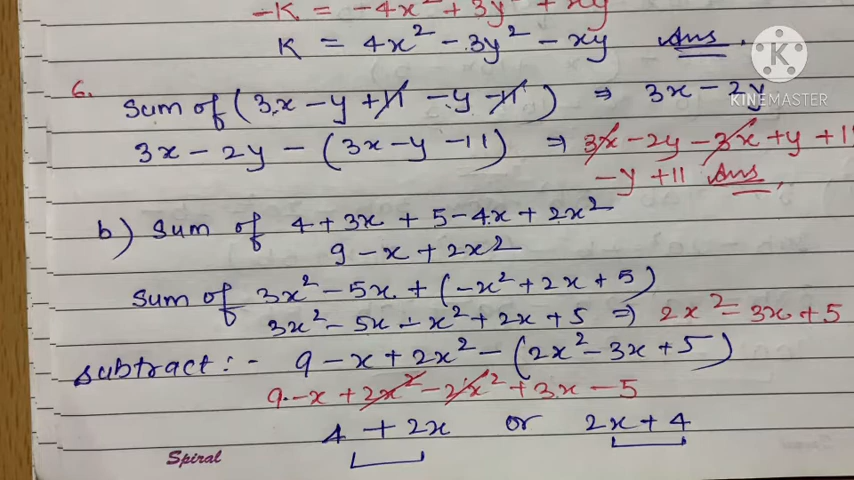 -K = -4x² + 3y² + xy
K = 4x² - 3y² - xy Ans.
K
KINEMASTER
6.
Sum of (3x - y + 11 - y - 11) ⇒ 3x - 2y
3x - 2y - (3x - y - 11) ⇒ 3x - 2y - 3x + y + 11
- y + 11 Ans.
b) Sum of 4 + 3x + 5 - 4x + 2x²
9 - x + 2x²
Sum of 3x² - 5x + (-x² + 2x + 5)
3x² - 5x - x² + 2x + 5 ⇒ 2x² - 3x + 5
Subtract :- 9 - x + 2x² - (2x² - 3x + 5)
9 - x + 2x² - 2x² + 3x - 5
4 + 2x or 2x + 4
Spiral